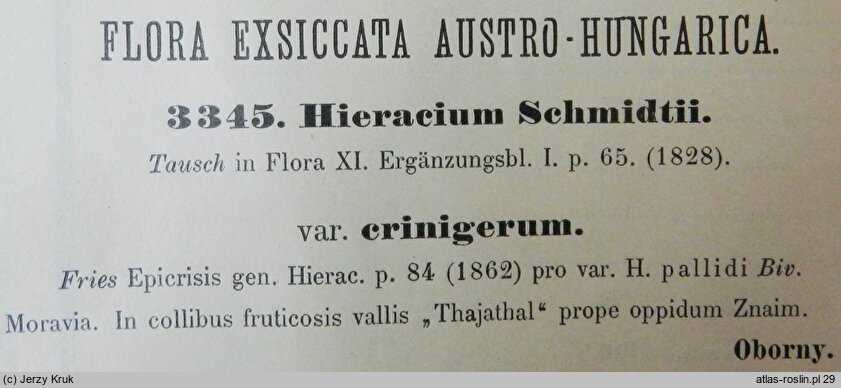 FLORA EXSICCATA AUSTRO-HUNGARICA.
3345. Hieracium Schmidtii.
Tausch in Flora XI. Ergänzungsbl. I. p. 65. (1828).
var. crinigerum.
Fries Epicrisis gen. Hierac. p. 84 (1862) pro var. H. pallidi Biv.
Moravia. In collibus fruticosis vallis „Thajathal“ prope oppidum Znaim.
Oborny.
(c) Jerzy Kruk atlas-roslin.pl 29